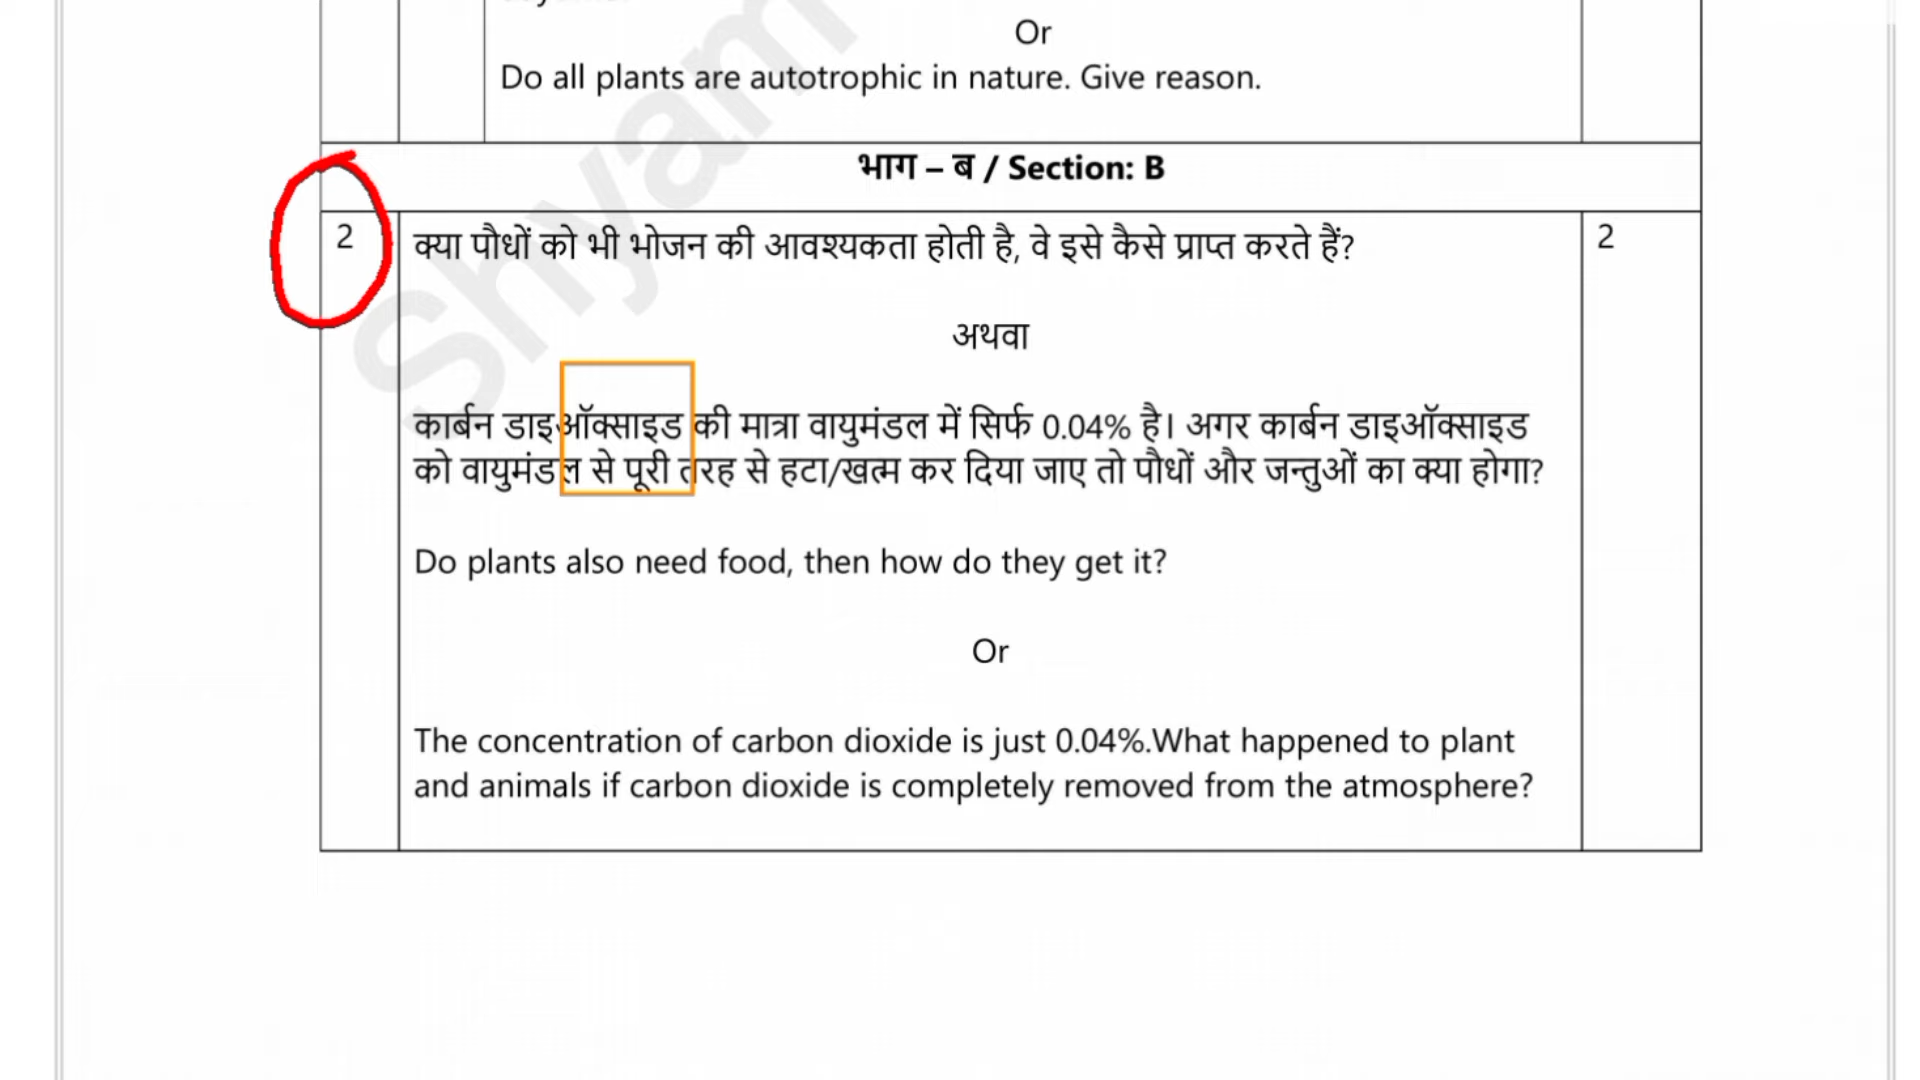 Or
Do all plants are autotrophic in nature. Give reason.
भाग – ब / Section: B
2
क्या पौधों को भी भोजन की आवश्यकता होती है, वे इसे कैसे प्राप्त करते हैं?
2
अथवा
कार्बन डाइऑक्साइड की मात्रा वायुमंडल में सिर्फ 0.04% है। अगर कार्बन डाइऑक्साइड
को वायुमंडल से पूरी तरह से हटा/खत्म कर दिया जाए तो पौधों और जन्तुओं का क्या होगा?
Do plants also need food, then how do they get it?
Or
The concentration of carbon dioxide is just 0.04%.What happened to plant
and animals if carbon dioxide is completely removed from the atmosphere?
Shyam